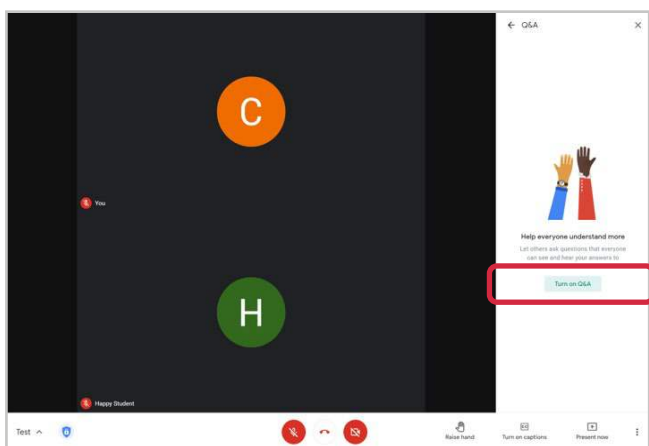 Q&A
C
You
Help everyone understand more
Let others ask questions that everyone
can see and hear your answers to
Turn on Q&A
H
Happy Student
Test
Raise hand
Turn on captions
Present now